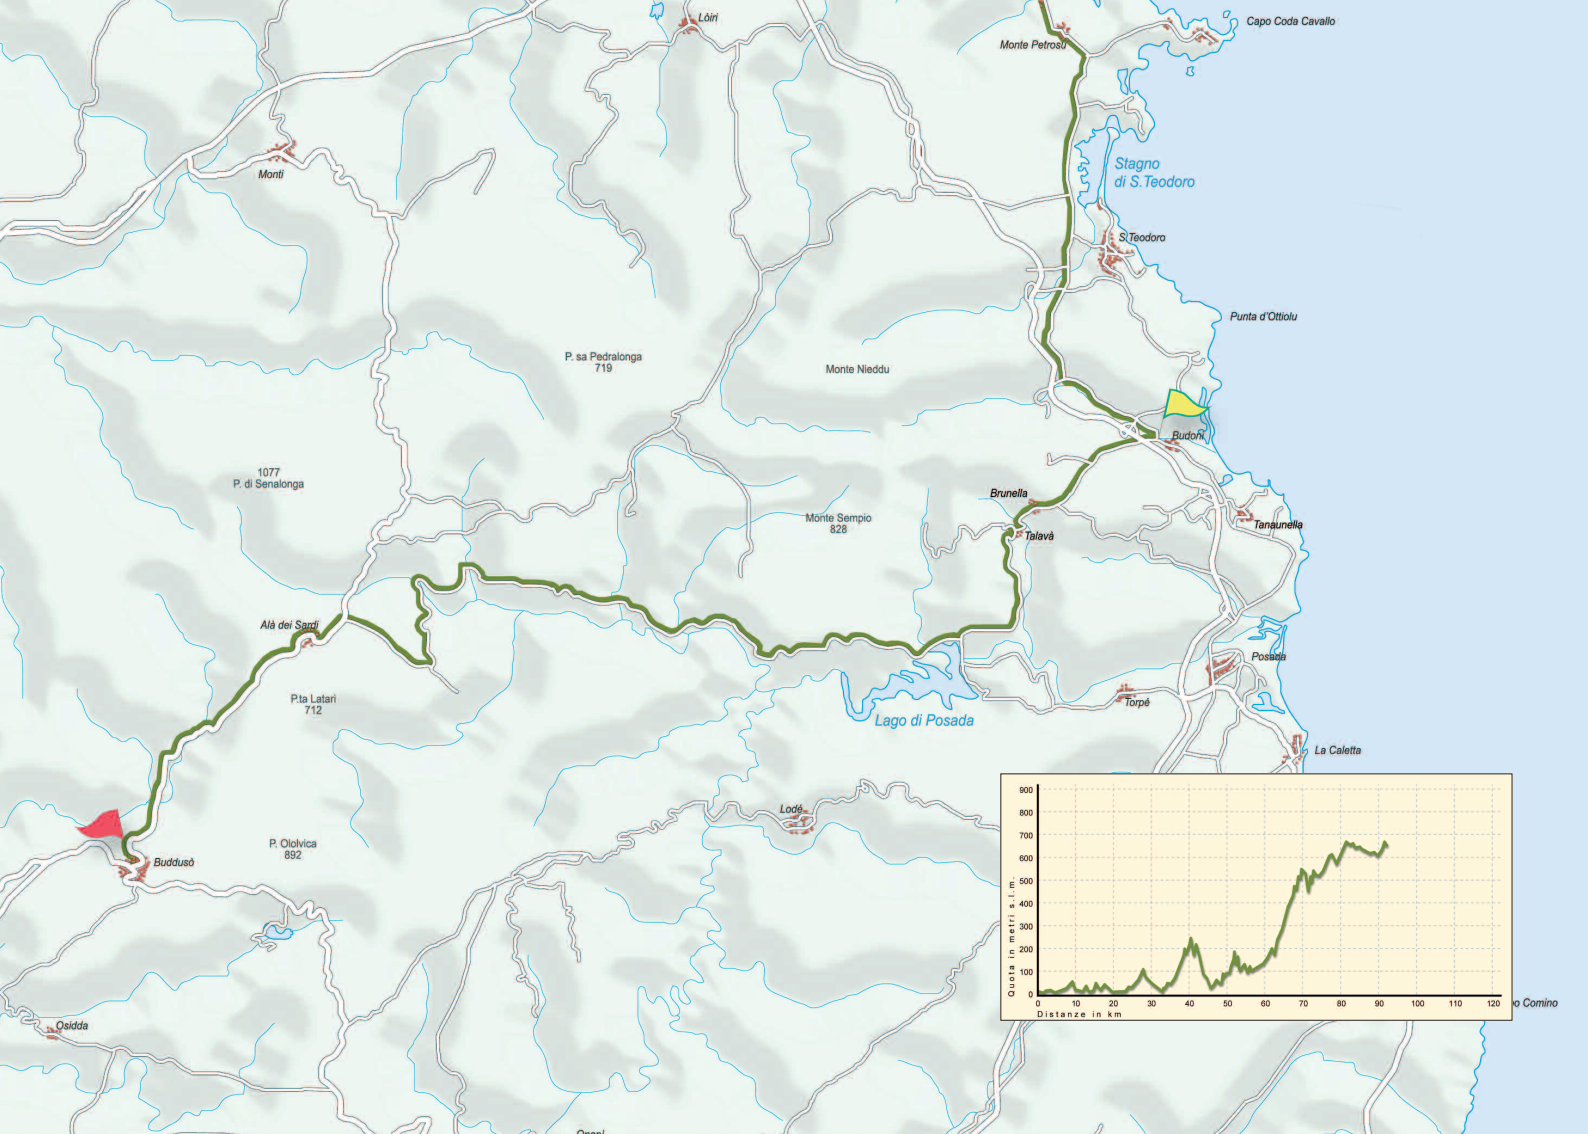 Lòiri
Capo Coda Cavallo
Monte Petrosu
Stagno
di S.Teodoro
Monti
S.Teodoro
Punta d'Ottiolu
P. sa Pedralonga
719
Monte Nieddu
Budoni
1077
P. di Senalonga
Brunella
Monte Sempio
828
Talavà
Tanaunella
Alà dei Sardi
Posada
P.ta Latari
712
Torpé
Lago di Posada
La Caletta
Lodé
P. Ololvica
892
Buddusò
900
800
700
600
500
400
300
200
100
0
Quota in metri s.l.m.
0 10 20 30 40 50 60 70 80 90 100 110 120
Distanze in km
Comino
Osidda